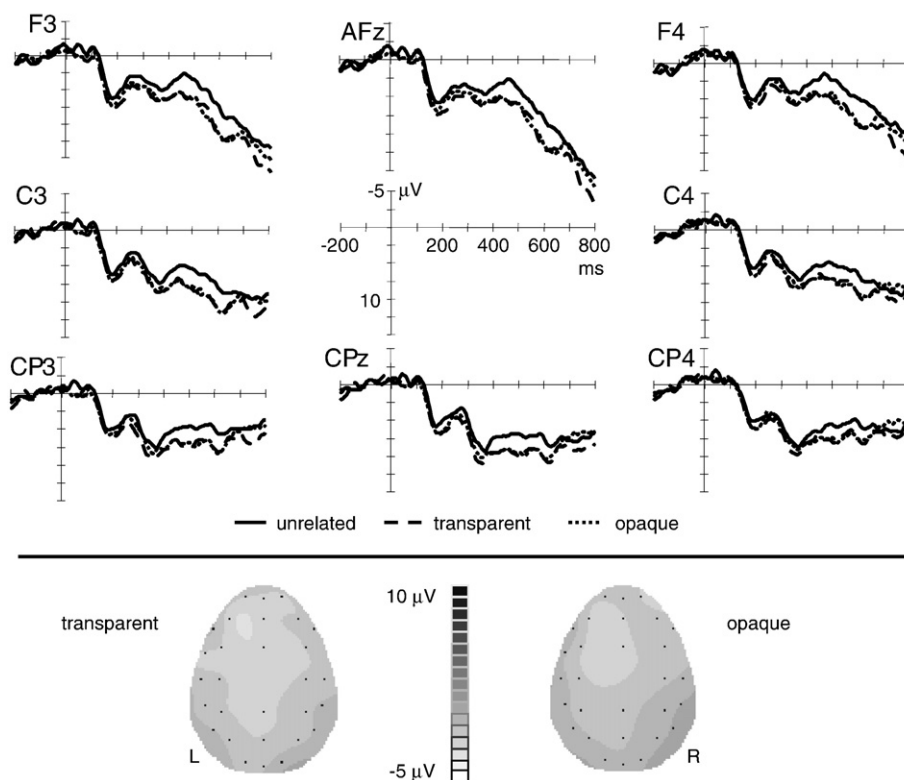 F3 AFz F4
C3 -5 µV C4
-200 200 400 600 800
ms
10
CP3 CPz CP4
unrelated transparent opaque
10 µV
transparent opaque
L R
-5 µV